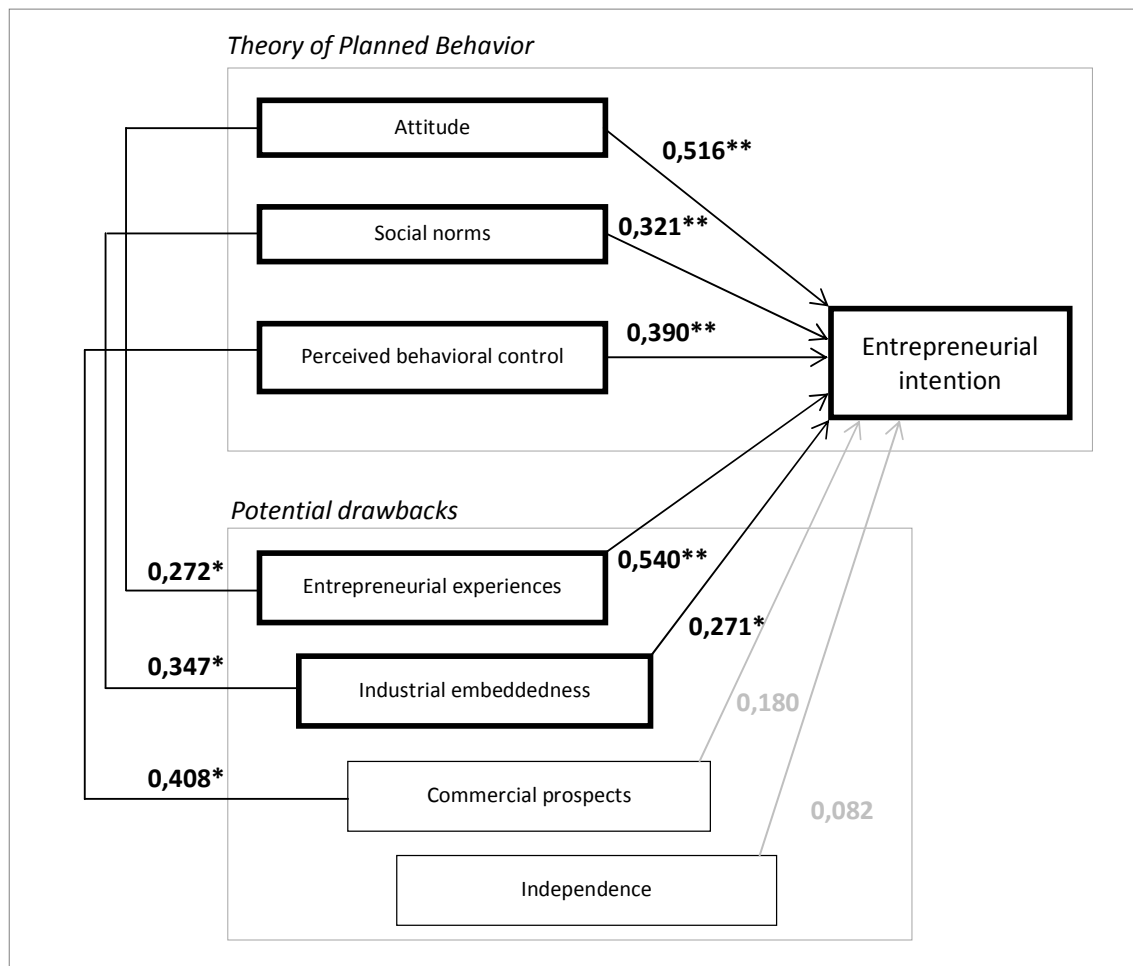 Theory of Planned Behavior
Attitude
0,516**
Social norms
0,321**
Perceived behavioral control
0,390**
Entrepreneurial
intention
Potential drawbacks
Entrepreneurial experiences
0,272*
0,540**
Industrial embeddedness
0,347*
0,271*
Commercial prospects
0,408*
0,180
Independence
0,082